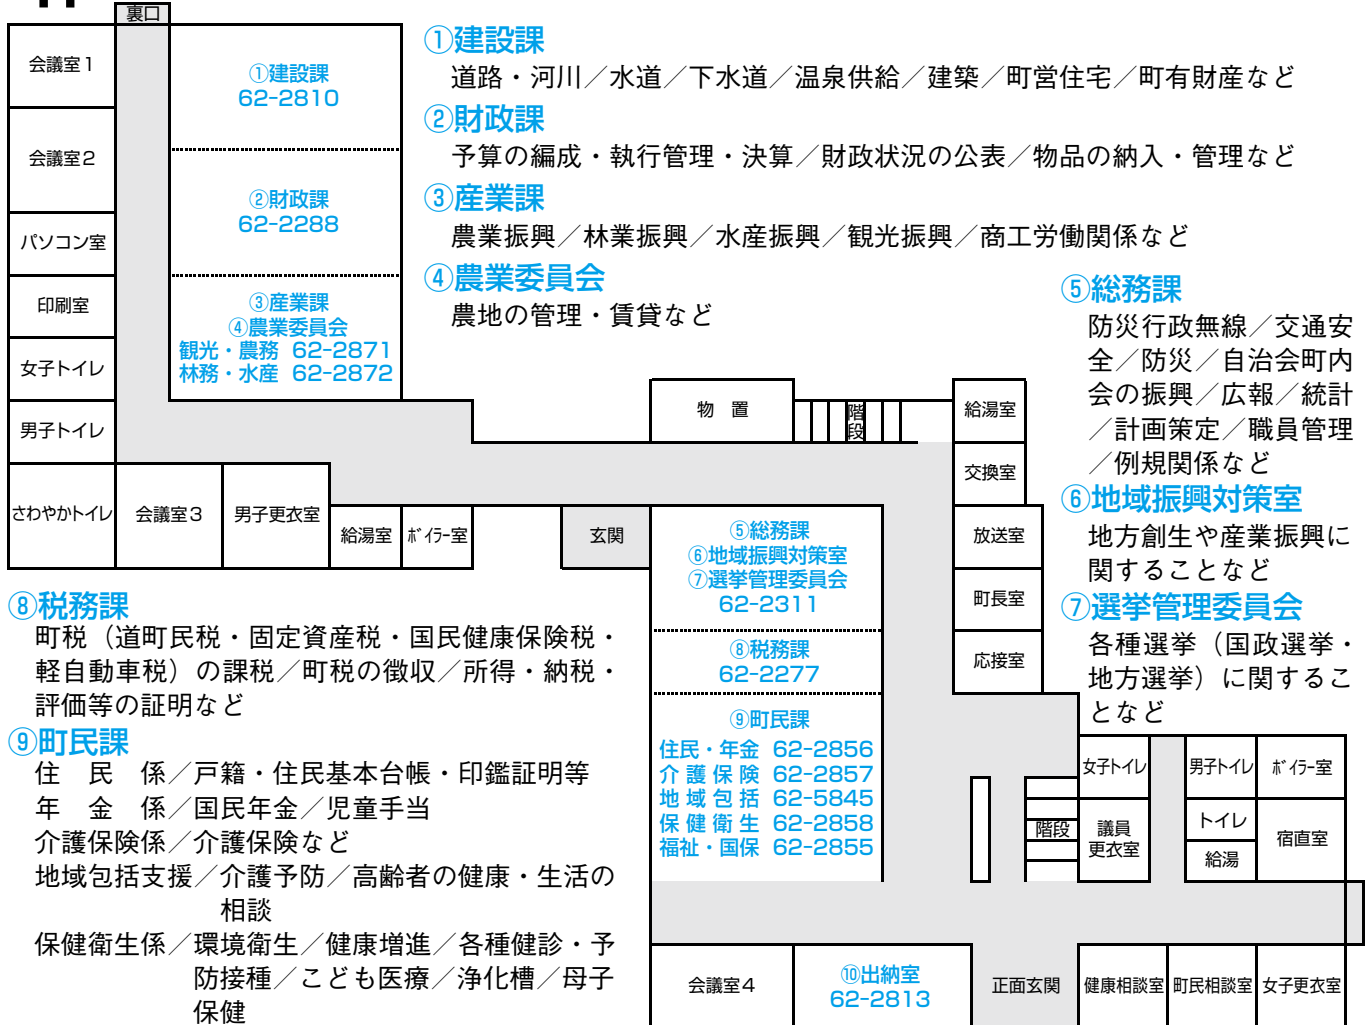 裏口
会議室1
会議室2
パソコン室
印刷室
女子トイレ
男子トイレ
さわやかトイレ
会議室3
男子更衣室
給湯室
ボイラー室
玄関
①建設課
62-2810
②財政課
62-2288
③産業課
④農業委員会
観光・農務 62-2871
林務・水産 62-2872
①建設課
道路・河川／水道／下水道／温泉供給／建築／町営住宅／町有財産など
②財政課
予算の編成・執行管理・決算／財政状況の公表／物品の納入・管理など
③産業課
農業振興／林業振興／水産振興／観光振興／商工労働関係など
④農業委員会
農地の管理・賃貸など
⑤総務課
防災行政無線／交通安
全／防災／自治会町内
会の振興／広報／統計
／計画策定／職員管理
／例規関係など
⑥地域振興対策室
地方創生や産業振興に
関することなど
⑦選挙管理委員会
各種選挙（国政選挙・
地方選挙）に関するこ
となど
物 置
階段
給湯室
交換室
放送室
町長室
応接室
⑤総務課
⑥地域振興対策室
⑦選挙管理委員会
62-2311
⑧税務課
62-2277
⑨町民課
住民・年金 62-2856
介護保険 62-2857
地域包括 62-5845
保健衛生 62-2858
福祉・国保 62-2855
⑧税務課
町税（道町民税・固定資産税・国民健康保険税・
軽自動車税）の課税／町税の徴収／所得・納税・
評価等の証明など
⑨町民課
住 民 係／戸籍・住民基本台帳・印鑑証明等
年 金 係／国民年金／児童手当
介護保険係／介護保険など
地域包括支援／介護予防／高齢者の健康・生活の
相談
保健衛生係／環境衛生／健康増進／各種健診・予
防接種／こども医療／浄化槽／母子
保健
階段
女子トイレ
議員
更衣室
男子トイレ
トイレ
給湯
ボイラー室
宿直室
会議室4
⑩出納室
62-2813
正面玄関
健康相談室
町民相談室
女子更衣室